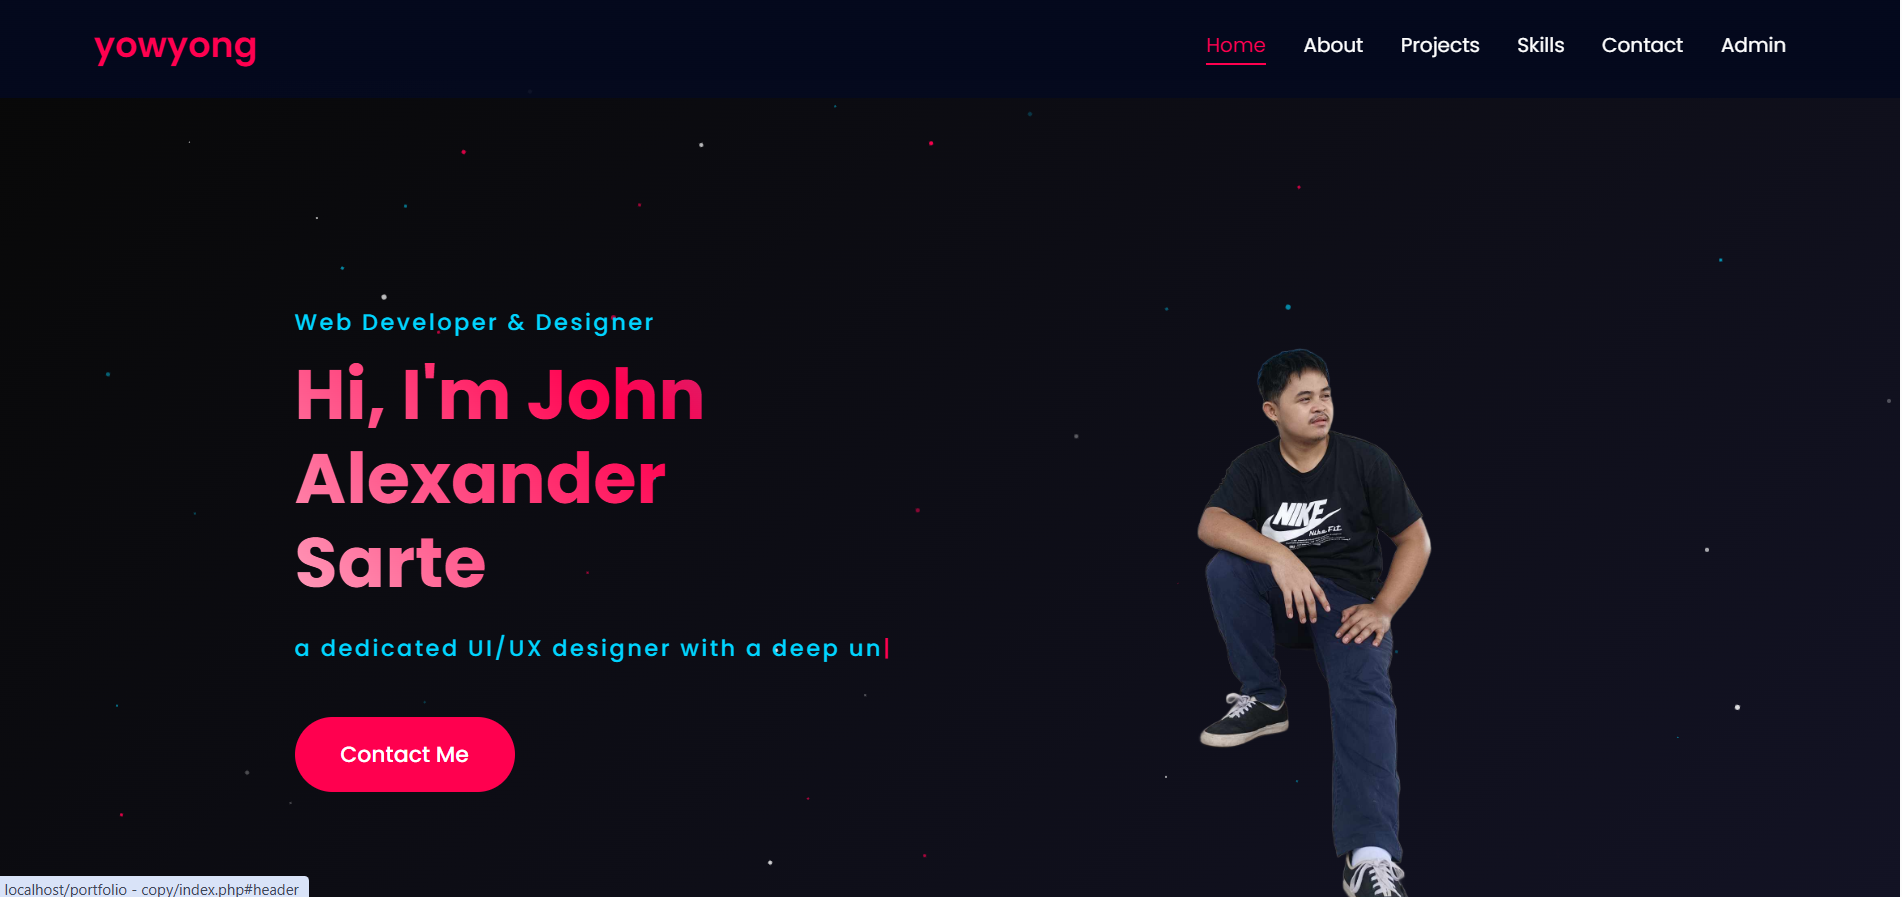 yowyong
Home About Projects Skills Contact Admin
Web Developer & Designer
Hi, I'm John
Alexander
Sarte
a dedicated UI/UX designer with a deep un
Contact Me
NIKE
Nike Fit
localhost/portfolio - copy/index.php#header